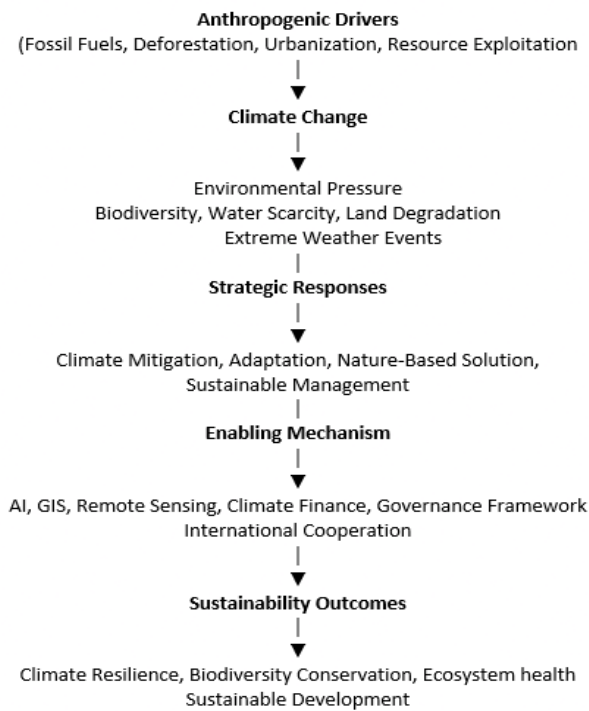 Anthropogenic Drivers
(Fossil Fuels, Deforestation, Urbanization, Resource Exploitation
Climate Change
Environmental Pressure
Biodiversity, Water Scarcity, Land Degradation
Extreme Weather Events
Strategic Responses
Climate Mitigation, Adaptation, Nature-Based Solution,
Sustainable Management
Enabling Mechanism
AI, GIS, Remote Sensing, Climate Finance, Governance Framework
International Cooperation
Sustainability Outcomes
Climate Resilience, Biodiversity Conservation, Ecosystem health
Sustainable Development